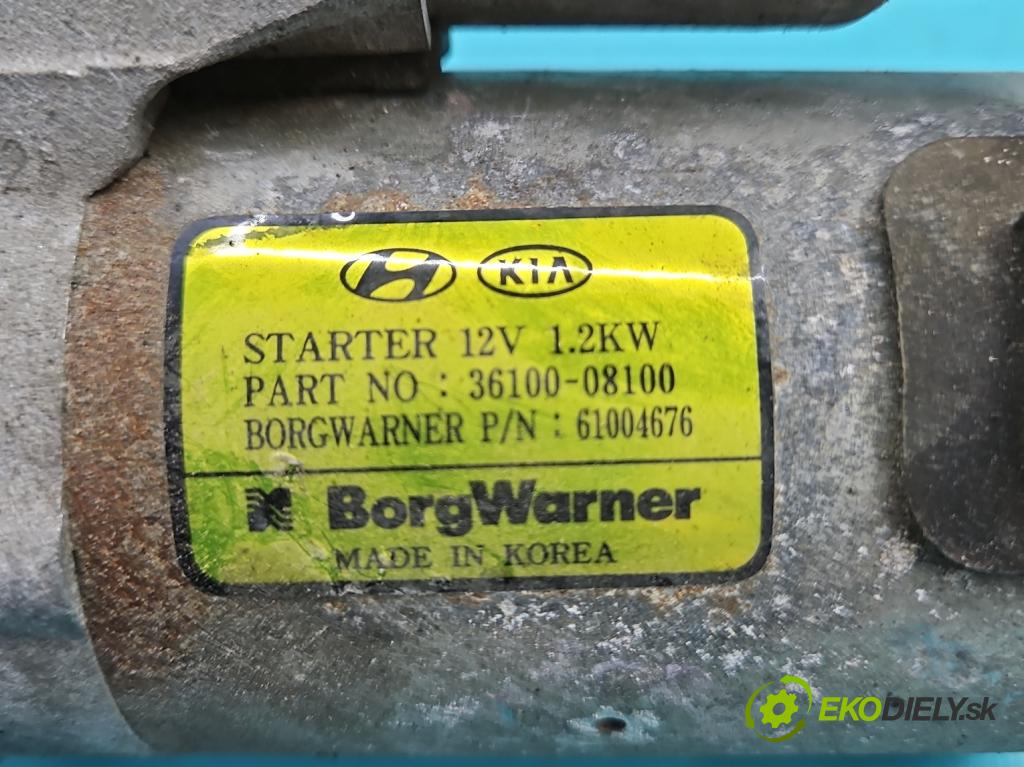 KIA
STARTER 12V 1.2KW
PART NO : 36100-08100
BORGWARNER P/N : 61004676
BorgWarner
MADE IN KOREA
EKODIELY.sk